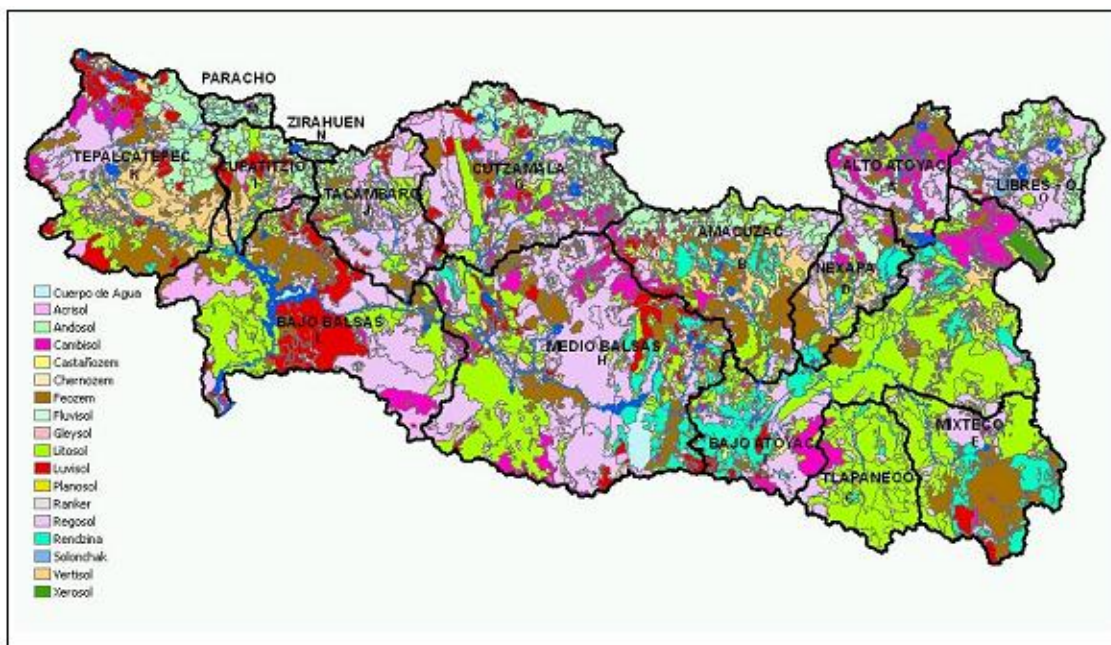 PARACHO
ZIRAHUEN
N
TEPALCATEPEC
K
CUPATITZIO
I
TACAMBARO
J
CUTZAMALA
G
ALTO ATOYAC
A
LIBRES - O
O
AMACUZAC
B
NEXAPA
D
BAJO BALSAS
MEDIO BALSAS
H
BAJO ATOYAC
TLAPANECO
C
MIXTECO
F
Cuerpo de Agua
Acrisol
Andosol
Cambisol
Castañozem
Chernozem
Feozem
Fluvisol
Gleysol
Litosol
Luvisol
Planosol
Ranker
Regosol
Rendzina
Solonchak
Vertisol
Xerosol